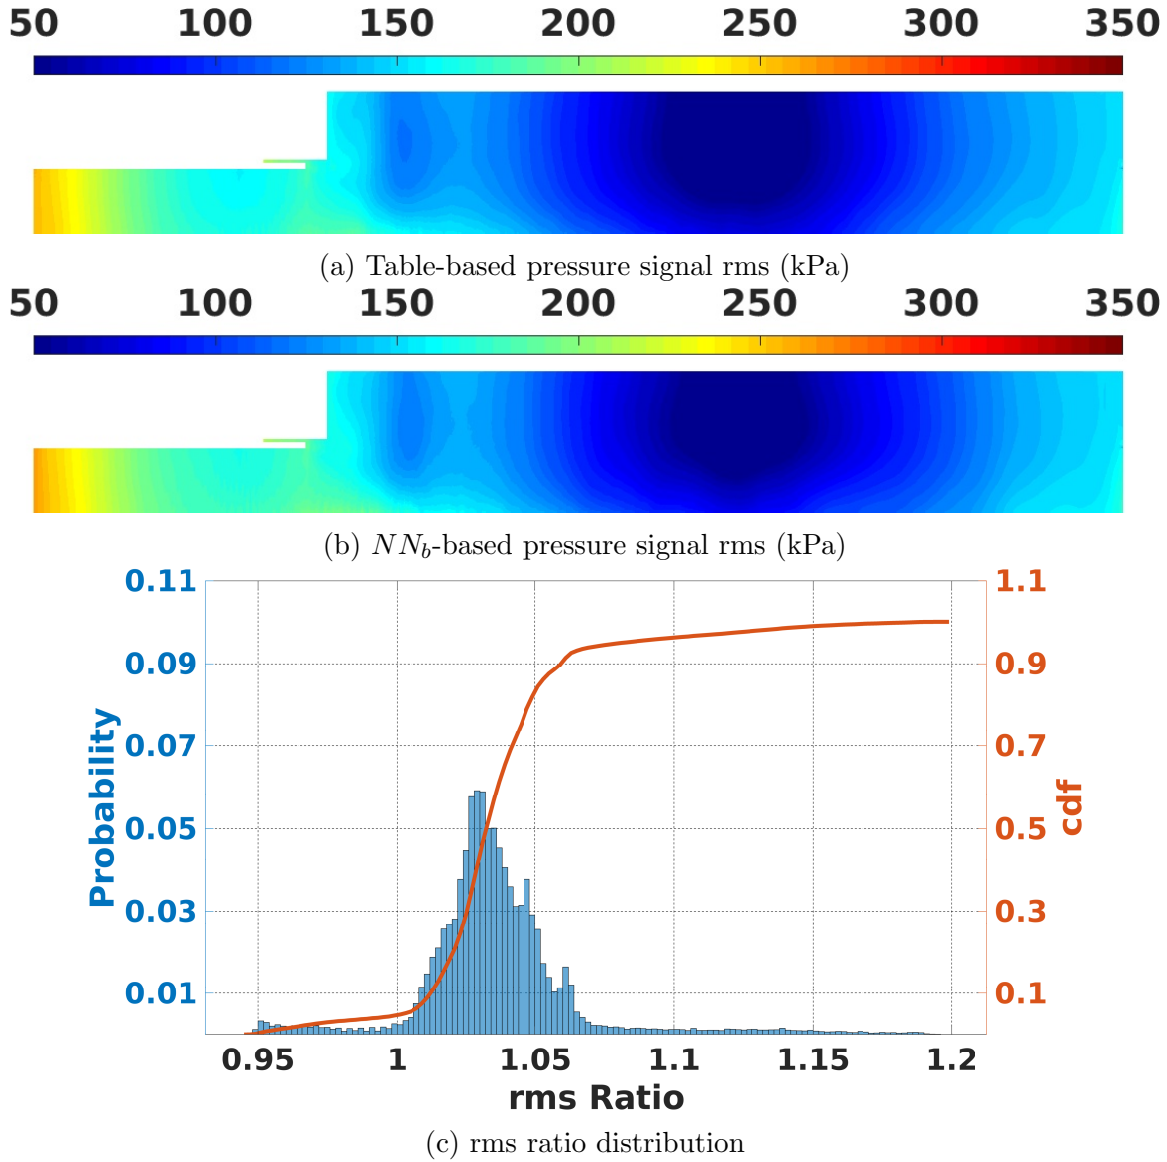 50 100 150 200 250 300 350
(a) Table-based pressure signal rms (kPa)
50 100 150 200 250 300 350
(b) NN_b-based pressure signal rms (kPa)
0.11 1.1
0.09 0.9
0.07 0.7
0.05 0.5
0.03 0.3
0.01 0.1
Probability
cdf
0.95 1 1.05 1.1 1.15 1.2
rms Ratio
(c) rms ratio distribution